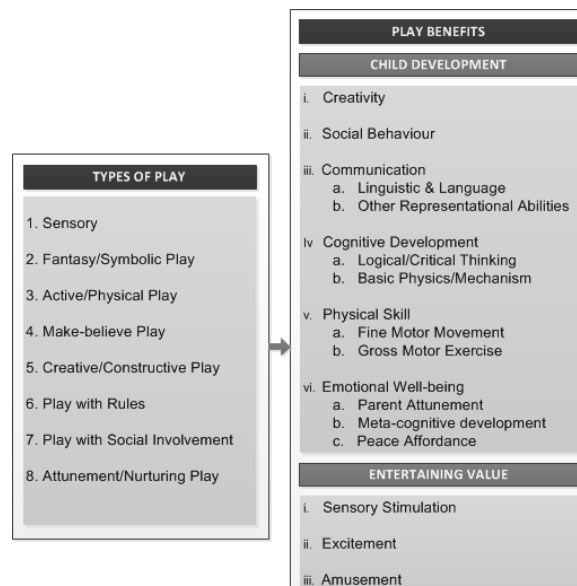 TYPES OF PLAY
1. Sensory
2. Fantasy/Symbolic Play
3. Active/Physical Play
4. Make-believe Play
5. Creative/Constructive Play
6. Play with Rules
7. Play with Social Involvement
8. Attunement/Nurturing Play
PLAY BENEFITS
CHILD DEVELOPMENT
i. Creativity
ii. Social Behaviour
iii. Communication
a. Linguistic & Language
b. Other Representational Abilities
Iv Cognitive Development
a. Logical/Critical Thinking
b. Basic Physics/Mechanism
v. Physical Skill
a. Fine Motor Movement
b. Gross Motor Exercise
vi. Emotional Well-being
a. Parent Attunement
b. Meta-cognitive development
c. Peace Affordance
ENTERTAINING VALUE
i. Sensory Stimulation
ii. Excitement
iii. Amusement